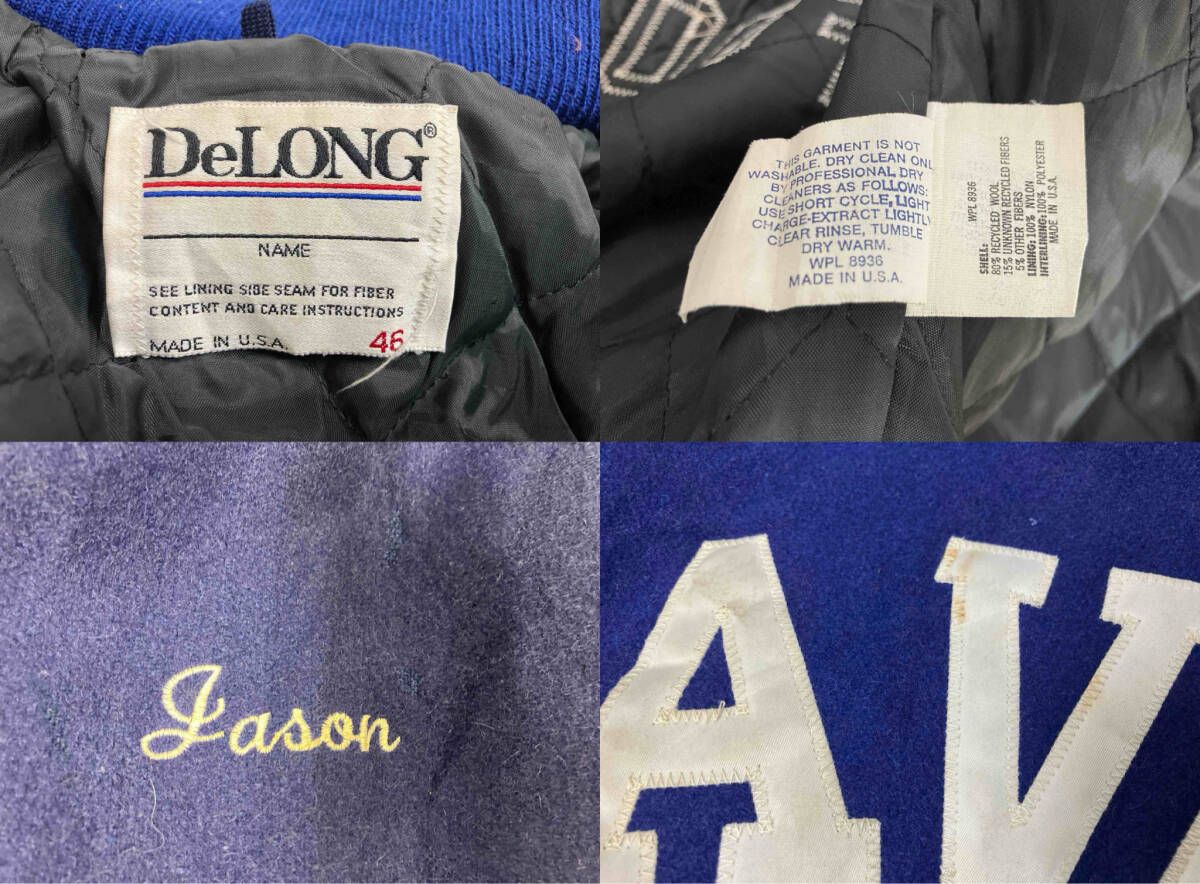 DeLONG®
NAME
SEE LINING SIDE SEAM FOR FIBER
CONTENT AND CARE INSTRUCTIONS
MADE IN U.S.A. 46
THIS GARMENT IS NOT
WASHABLE. DRY CLEAN ONL
BY PROFESSIONAL DRY
CLEANERS AS FOLLOWS:
USE SHORT CYCLE, LIGHT
CHARGE-EXTRACT LIGHTLY
CLEAR RINSE, TUMBLE
DRY WARM.
WPL 8936
MADE IN U.S.A.
WPL 8936
SHELL:
80% RECYCLED WOOL
15% UNKNOWN RECYCLED FIBERS
5% OTHER FIBERS
LINING: 100% NYLON
INTERLINING: 100% POLYESTER
MADE IN U.S.A.
Jason
AV